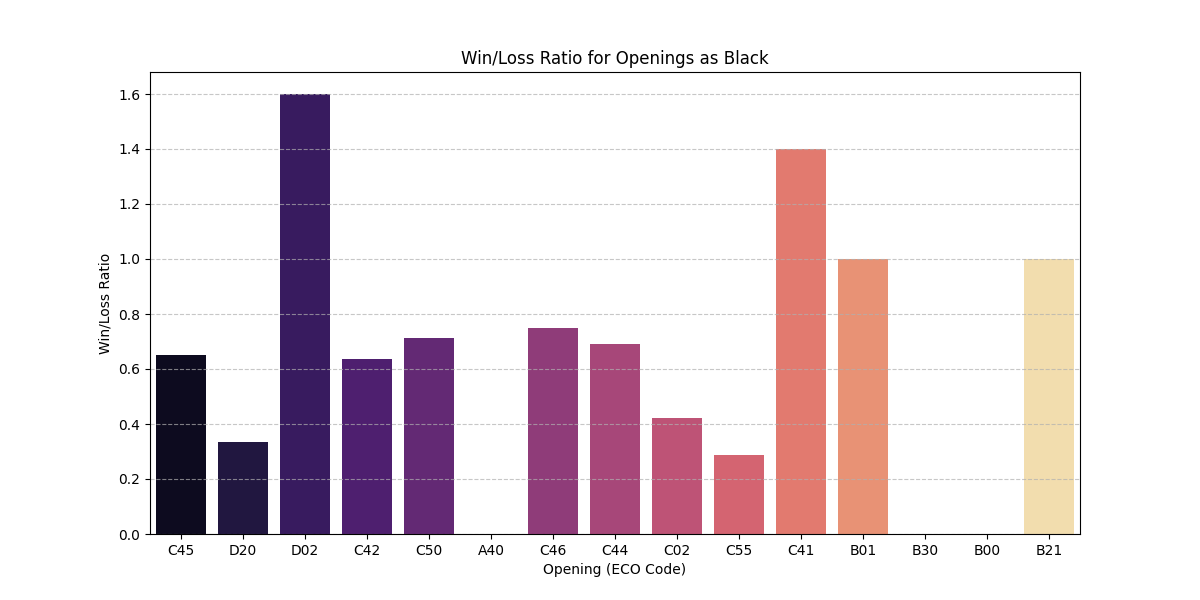 Win/Loss Ratio for Openings as Black
Win/Loss Ratio
1.6
1.4
1.2
1.0
0.8
0.6
0.4
0.2
0.0
C45 D20 D02 C42 C50 A40 C46 C44 C02 C55 C41 B01 B30 B00 B21
Opening (ECO Code)